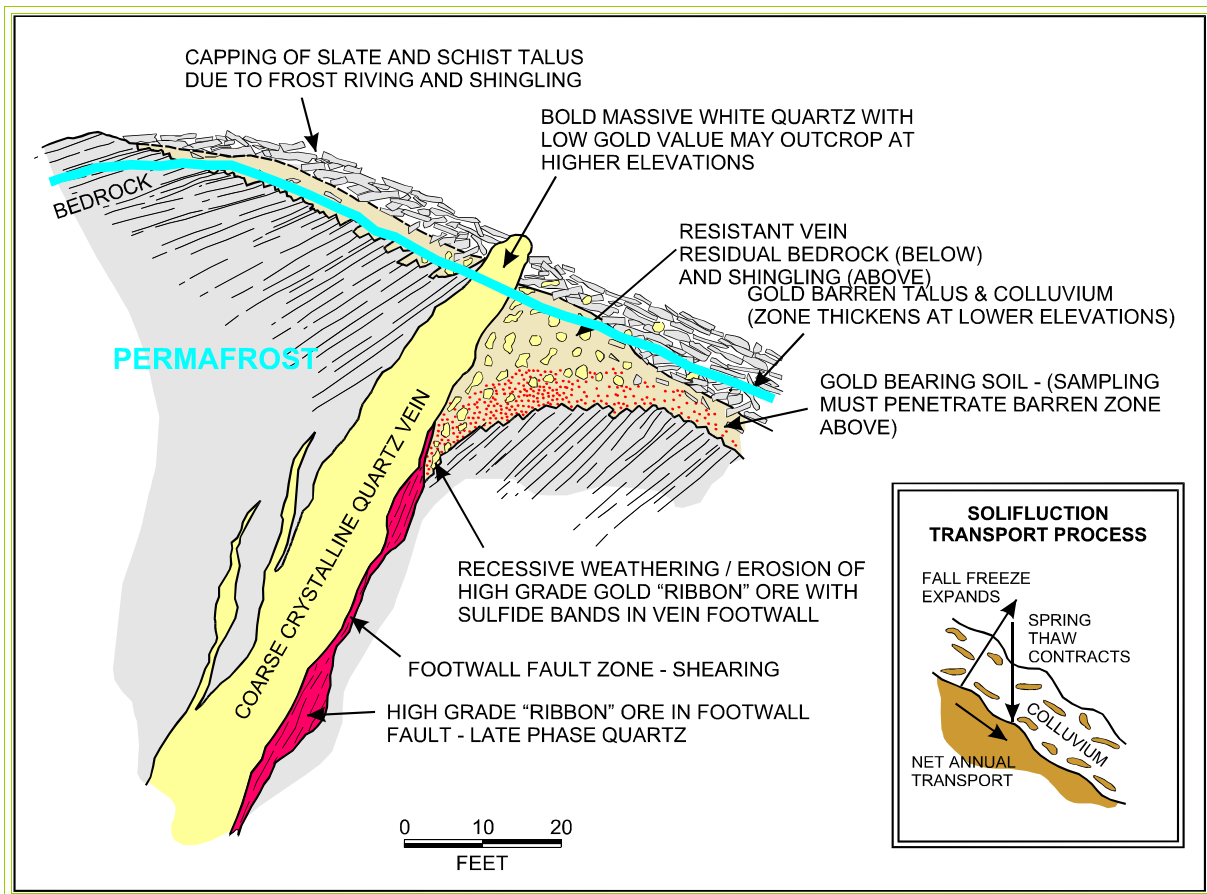 CAPPING OF SLATE AND SCHIST TALUS
DUE TO FROST RIVING AND SHINGLING
BOLD MASSIVE WHITE QUARTZ WITH
LOW GOLD VALUE MAY OUTCROP AT
HIGHER ELEVATIONS
BEDROCK
RESISTANT VEIN
RESIDUAL BEDROCK (BELOW)
AND SHINGLING (ABOVE)
GOLD BARREN TALUS & COLLUVIUM
(ZONE THICKENS AT LOWER ELEVATIONS)
PERMAFROST
GOLD BEARING SOIL - (SAMPLING
MUST PENETRATE BARREN ZONE
ABOVE)
COARSE CRYSTALLINE QUARTZ VEIN
RECESSIVE WEATHERING / EROSION OF
HIGH GRADE GOLD “RIBBON” ORE WITH
SULFIDE BANDS IN VEIN FOOTWALL
FOOTWALL FAULT ZONE - SHEARING
HIGH GRADE “RIBBON” ORE IN FOOTWALL
FAULT - LATE PHASE QUARTZ
0 10 20
FEET
SOLIFLUCTION
TRANSPORT PROCESS
FALL FREEZE
EXPANDS
SPRING
THAW
CONTRACTS
COLLUVIUM
NET ANNUAL
TRANSPORT